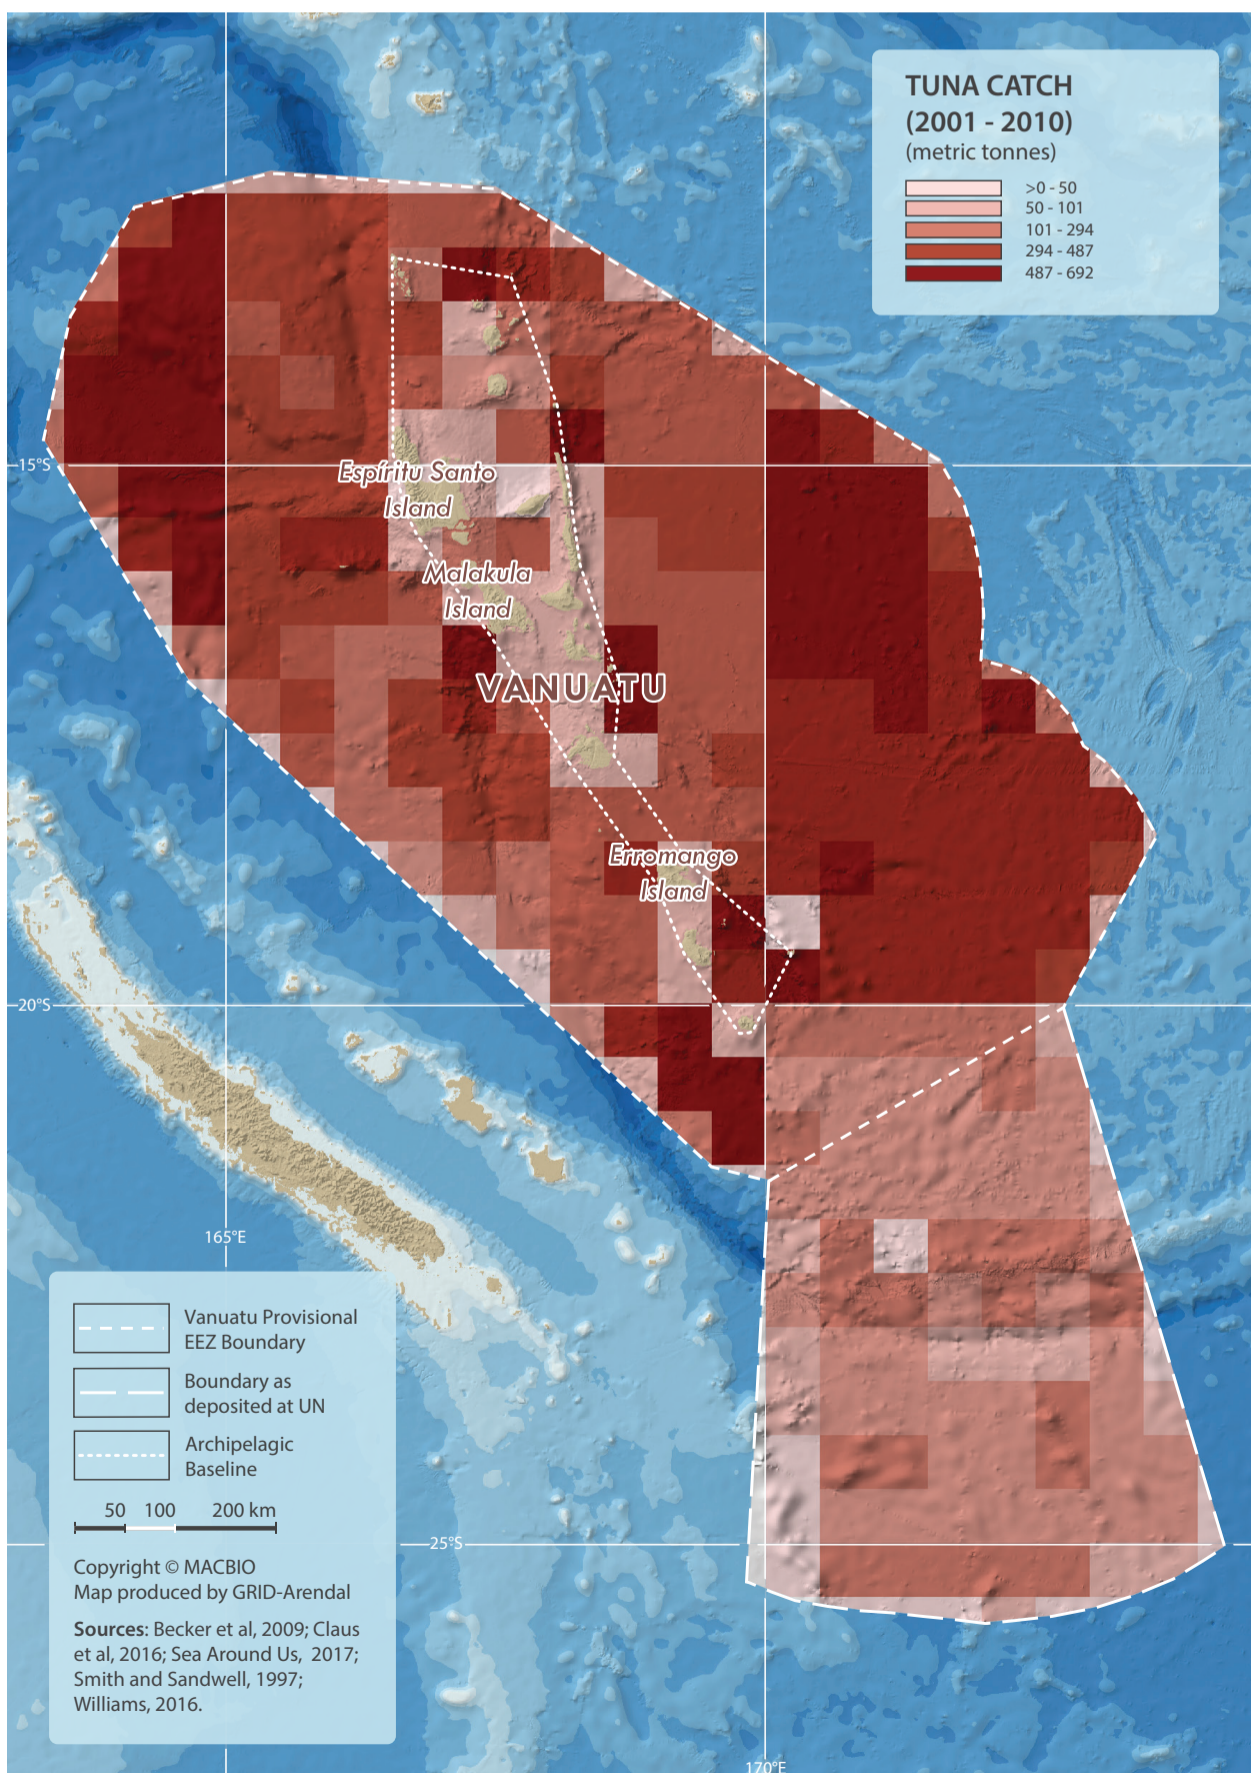 TUNA CATCH
(2001 - 2010)
(metric tonnes)
>0 - 50
50 - 101
101 - 294
294 - 487
487 - 692
15°S
Espíritu Santo
Island
Malakula
Island
VANUATU
Erromango
Island
20°S
165°E
Vanuatu Provisional
EEZ Boundary
Boundary as
deposited at UN
Archipelagic
Baseline
50 100 200 km
25°S
Copyright © MACBIO
Map produced by GRID-Arendal
Sources: Becker et al, 2009; Claus
et al, 2016; Sea Around Us, 2017;
Smith and Sandwell, 1997;
Williams, 2016.
170°E